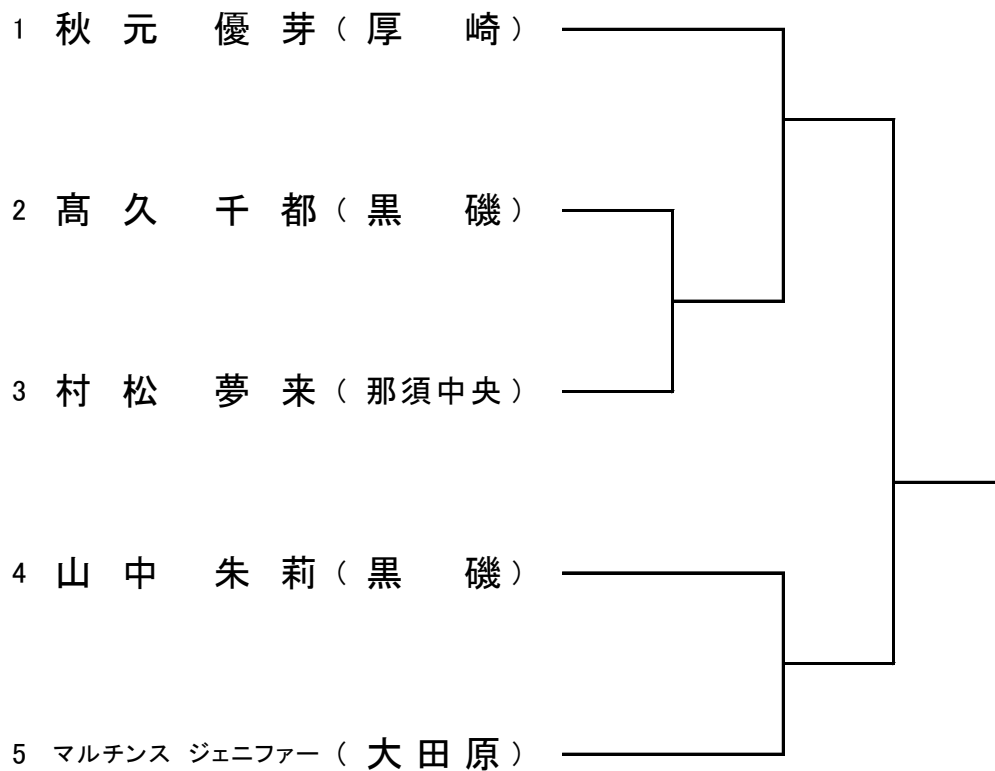 1 秋元 優芽（厚崎）
2 髙久 千都（黒磯）
3 村松 夢来（那須中央）
4 山中 朱莉（黒磯）
5 マルチンス ジェニファー（大田原）